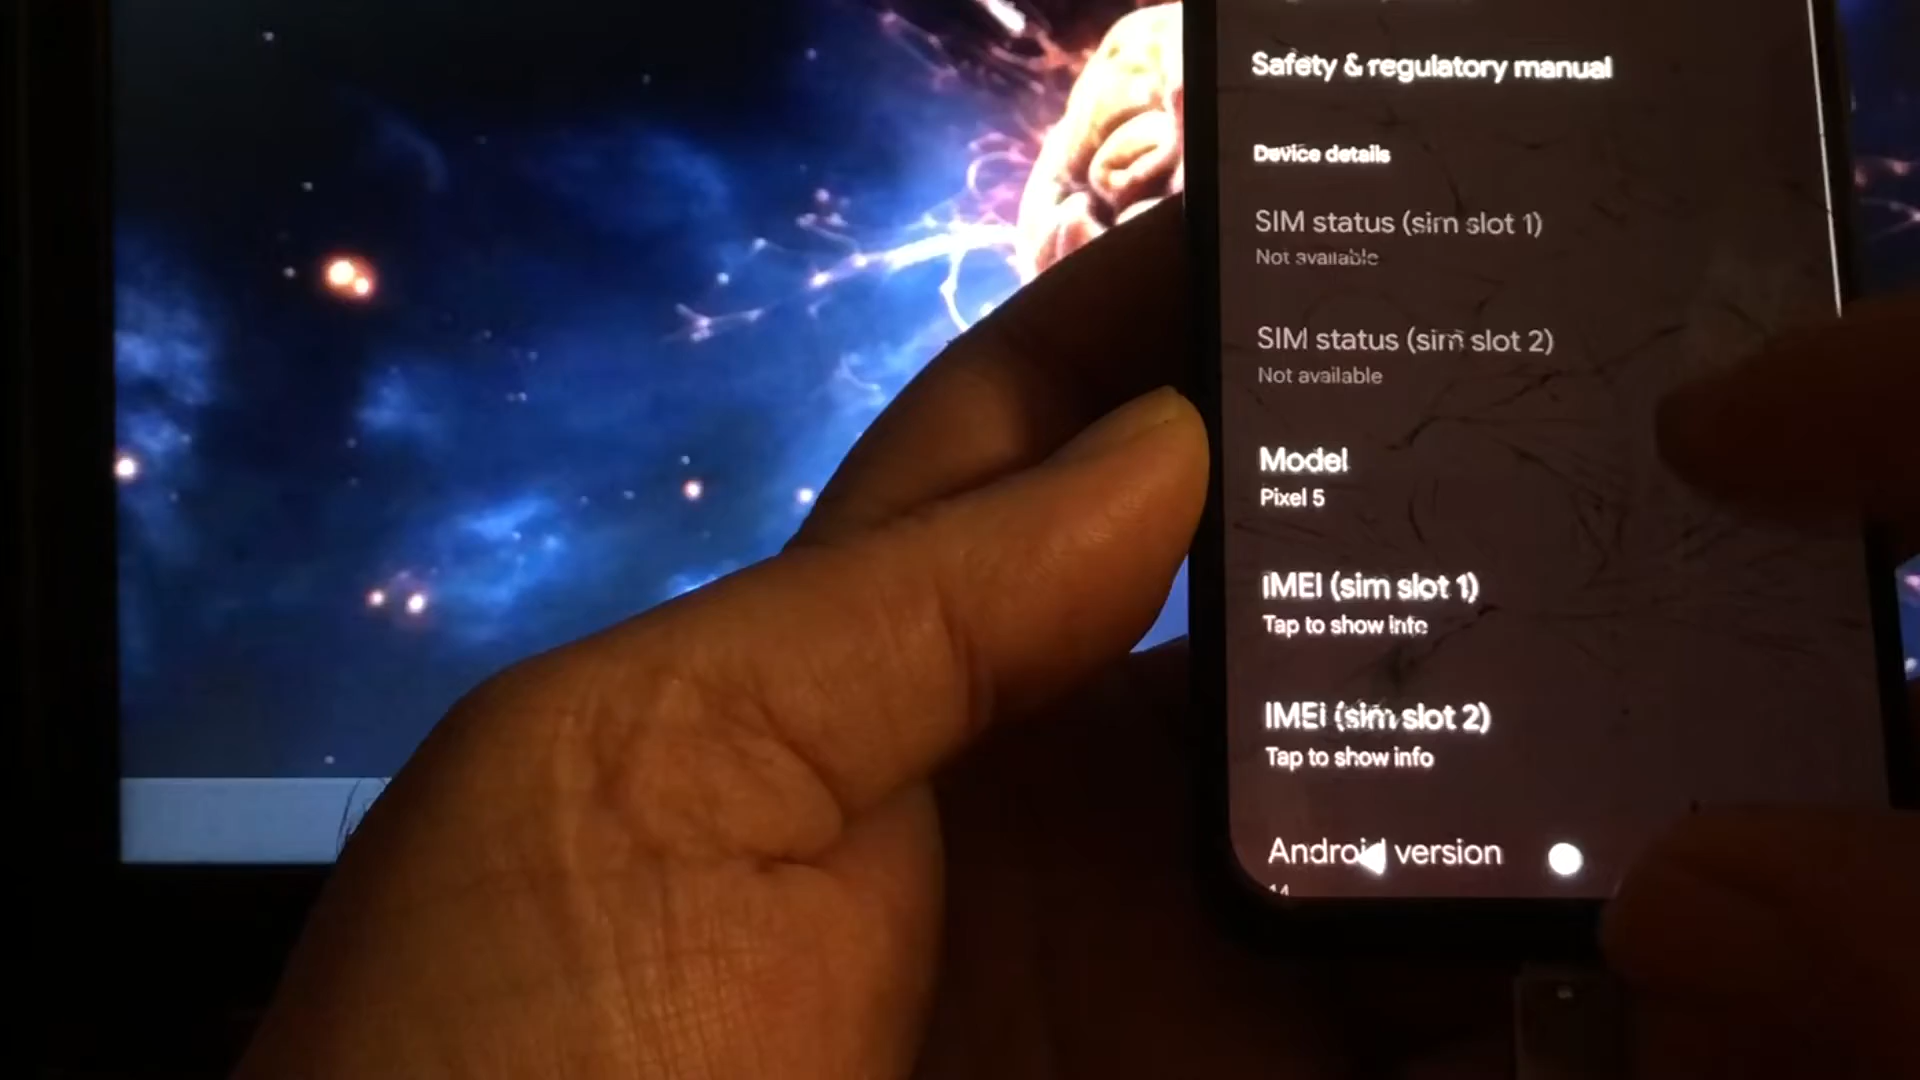 Safety & regulatory manual
Device details
SIM status (sim slot 1)
Not available
SIM status (sim slot 2)
Not available
Model
Pixel 5
IMEI (sim slot 1)
Tap to show info
IMEI (sim slot 2)
Tap to show info
Android version
14